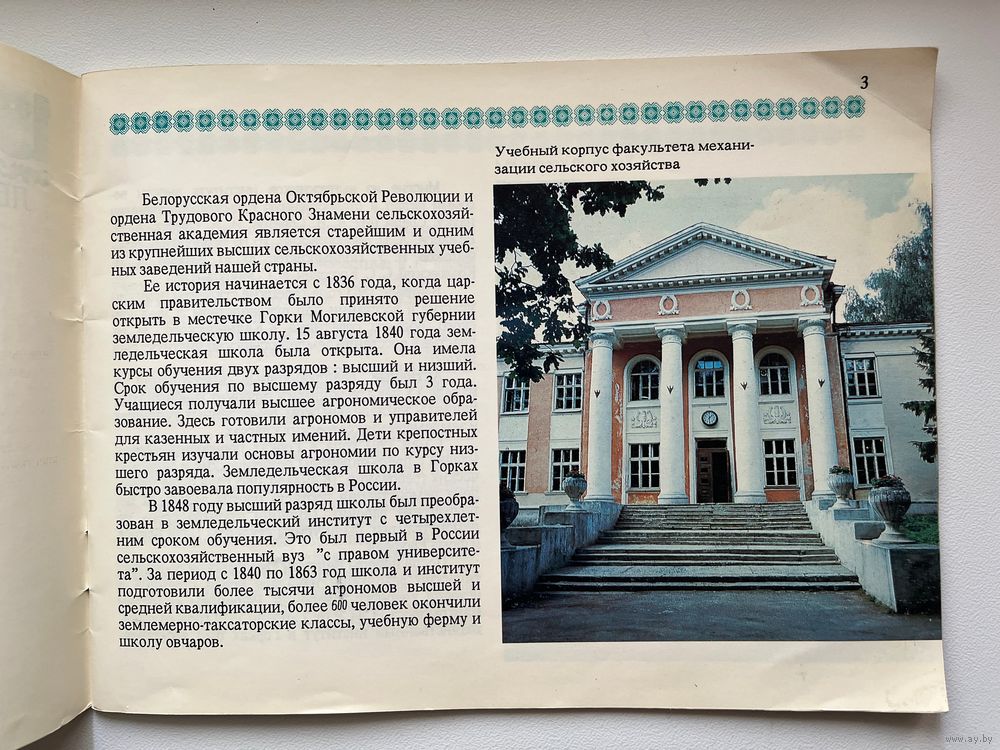 3
Учебный корпус факультета механи-
зации сельского хозяйства
Белорусская ордена Октябрьской Революции и
ордена Трудового Красного Знамени сельскохозяй-
ственная академия является старейшим и одним
из крупнейших высших сельскохозяйственных учеб-
ных заведений нашей страны.
Ее история начинается с 1836 года, когда цар-
ским правительством было принято решение
открыть в местечке Горки Могилевской губернии
земледельческую школу. 15 августа 1840 года зем-
ледельческая школа была открыта. Она имела
курсы обучения двух разрядов : высший и низший.
Срок обучения по высшему разряду был 3 года.
Учащиеся получали высшее агрономическое обра-
зование. Здесь готовили агрономов и управителей
для казенных и частных имений. Дети крепостных
крестьян изучали основы агрономии по курсу низ-
шего разряда. Земледельческая школа в Горках
быстро завоевала популярность в России.
В 1848 году высший разряд школы был преобра-
зован в земледельческий институт с четырехлет-
ним сроком обучения. Это был первый в России
сельскохозяйственный вуз "с правом университе-
та". За период с 1840 по 1863 год школа и институт
подготовили более тысячи агрономов высшей и
средней квалификации, более 600 человек окончили
землемерно-таксаторские классы, учебную ферму и
школу овчаров.
www.ay.by